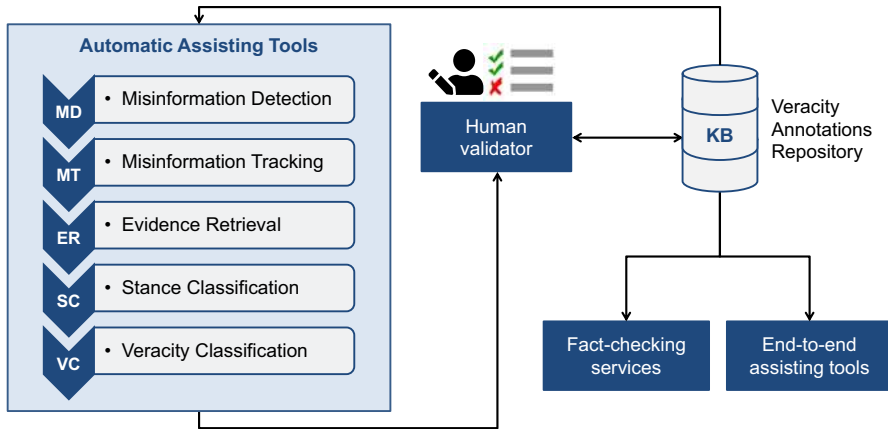 Automatic Assisting Tools
MD
• Misinformation Detection
MT
• Misinformation Tracking
ER
• Evidence Retrieval
SC
• Stance Classification
VC
• Veracity Classification
Human
validator
KB
Veracity
Annotations
Repository
Fact-checking
services
End-to-end
assisting tools